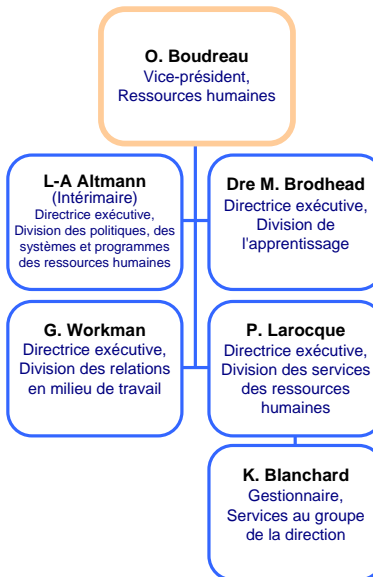 O. Boudreau
Vice-président,
Ressources humaines
L-A Altmann
(Intérimaire)
Directrice exécutive,
Division des politiques, des
systèmes et programmes
des ressources humaines
Dre M. Brodhead
Directrice exécutive,
Division de
l'apprentissage
G. Workman
Directrice exécutive,
Division des relations
en milieu de travail
P. Larocque
Directrice exécutive,
Division des services
des ressources
humaines
K. Blanchard
Gestionnaire,
Services au groupe
de la direction